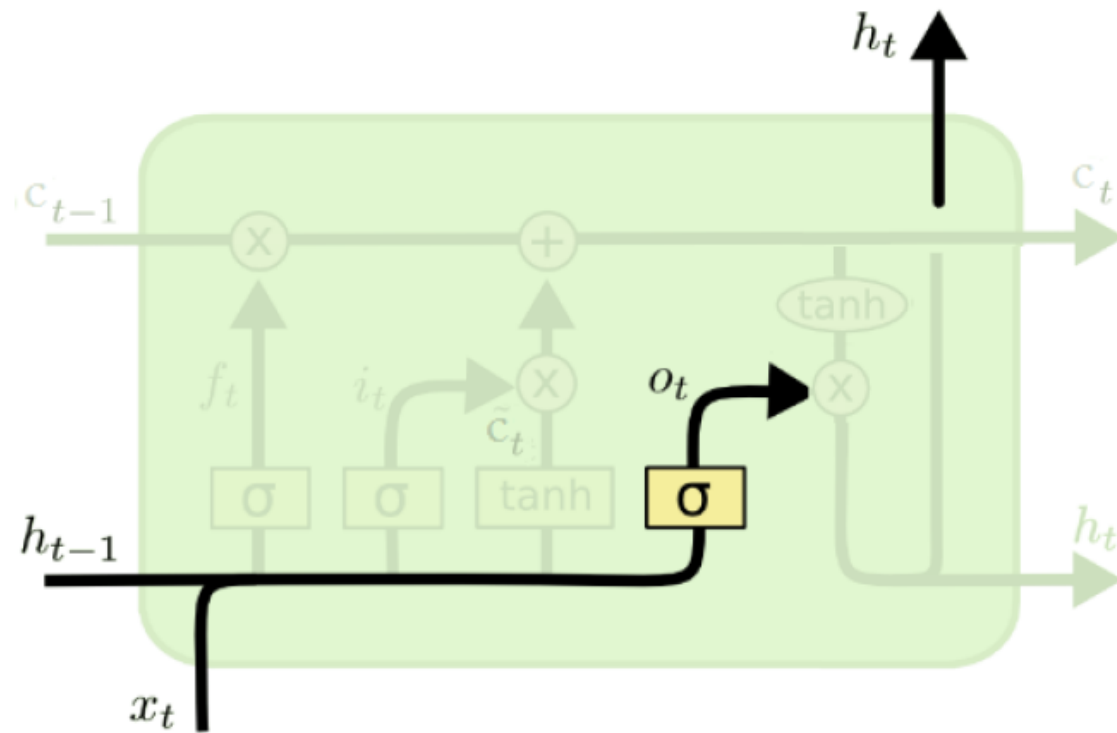 h_t
c_{t-1}
c_t
x
+
tanh
f_t
i_t
x
o_t
x
c̃_t
σ
σ
tanh
σ
h_{t-1}
h_t
x_t